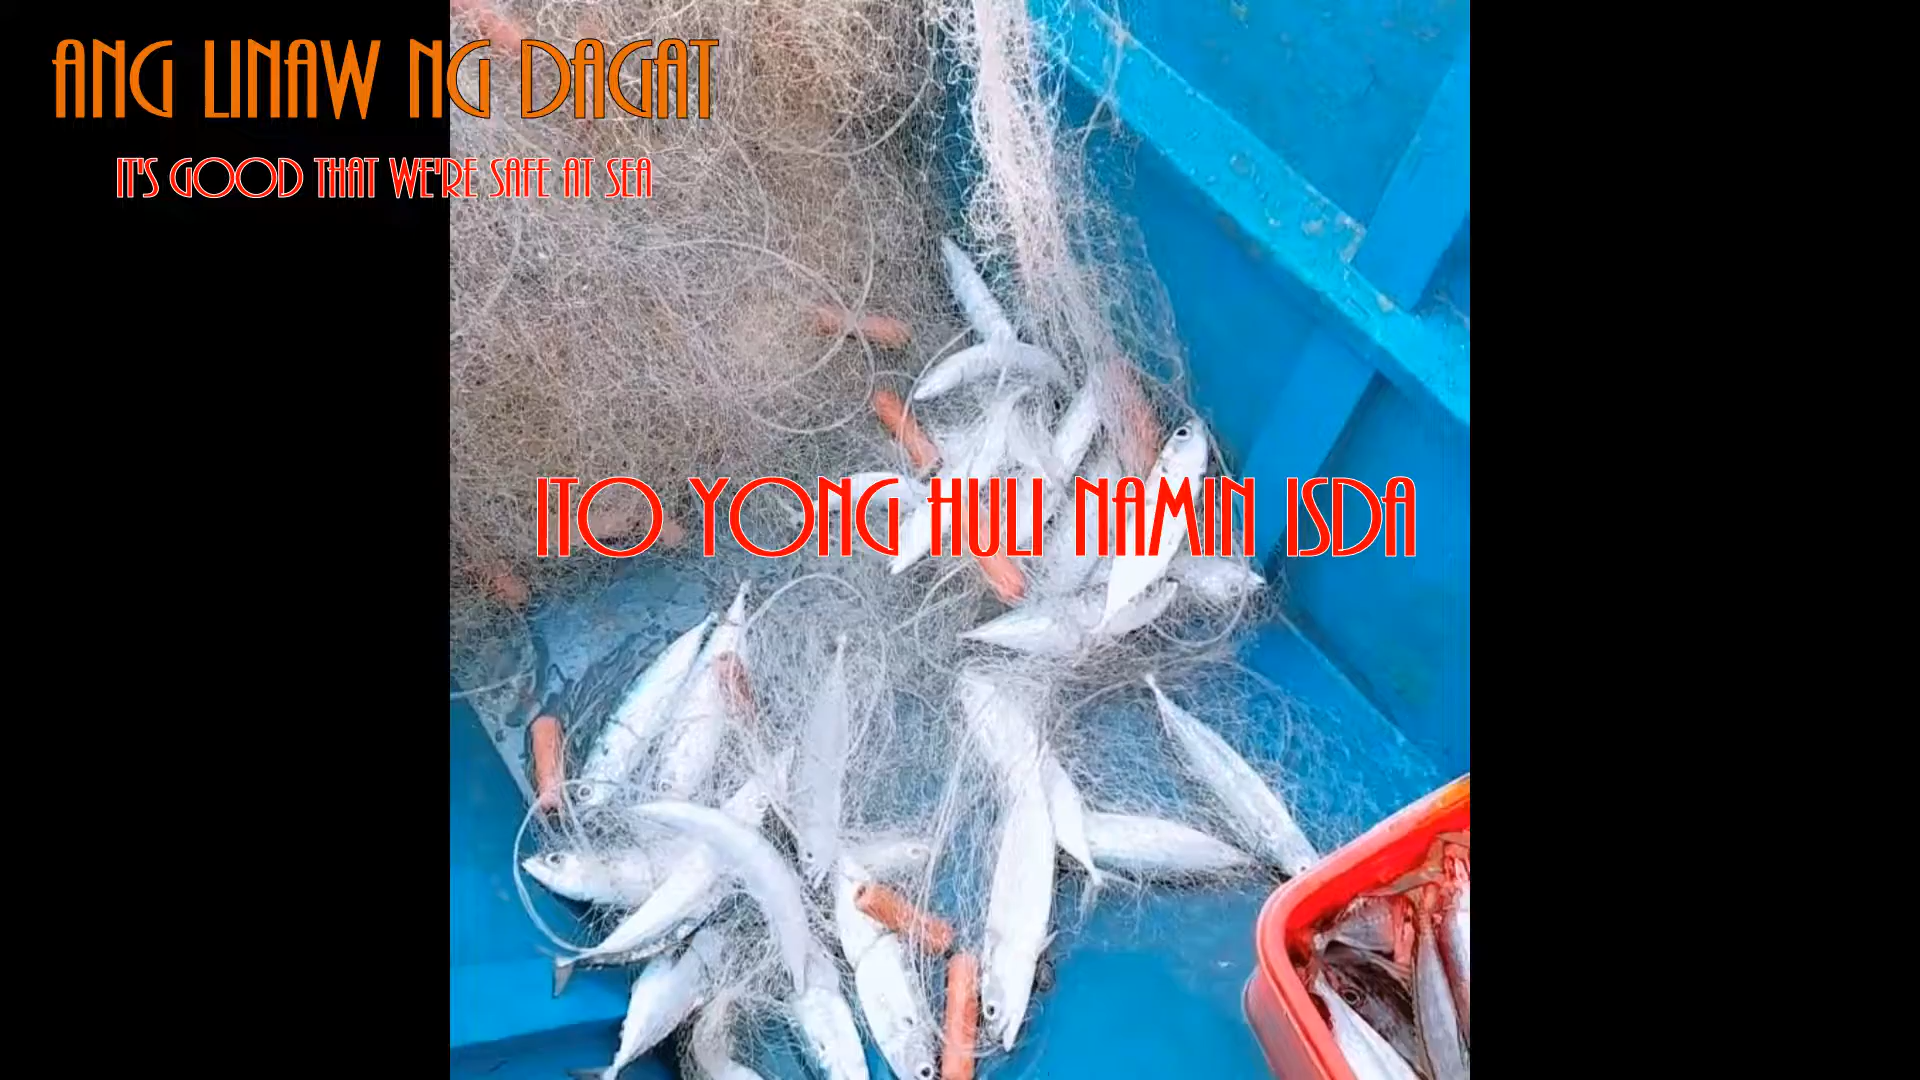 ANG LINAW NG DAGAT
IT'S GOOD THAT WE'RE SAFE AT SEA
ITO YONG HULI NAMIN ISDA